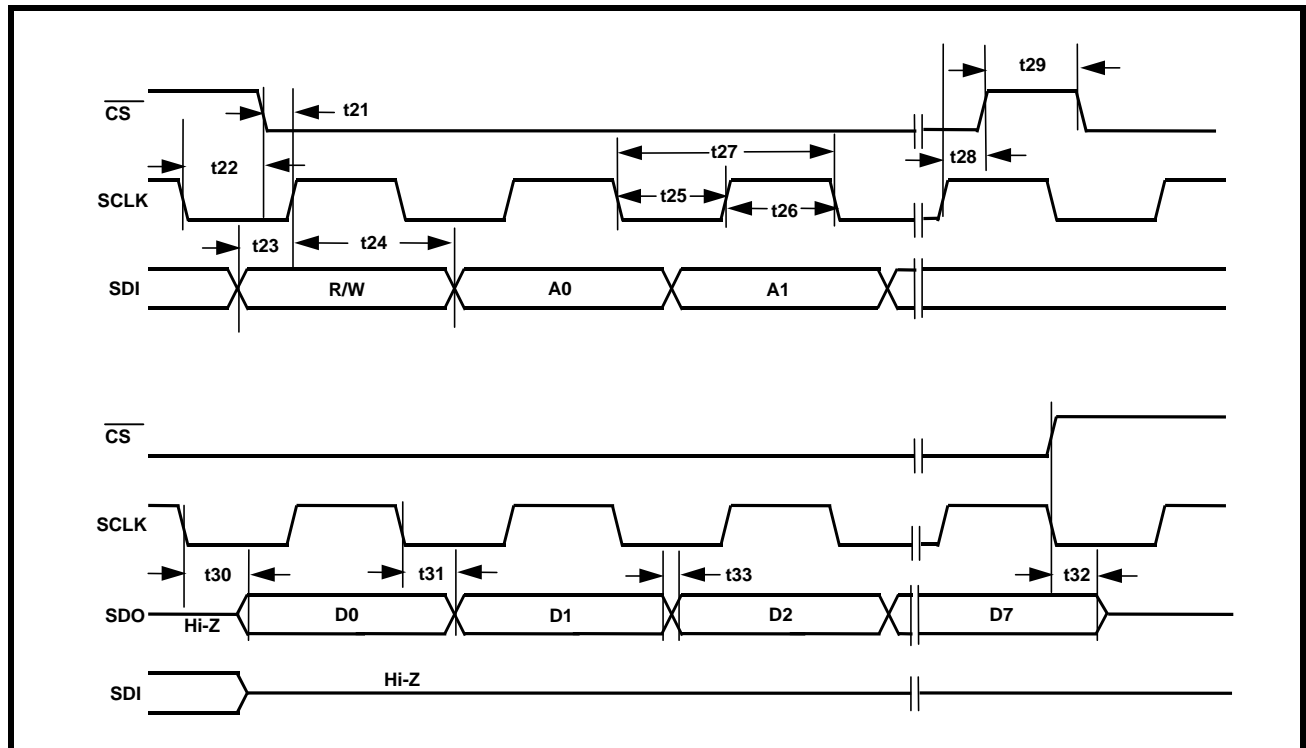 t29
CS
t21
t27
t22
t28
SCLK
t25
t26
t23
t24
SDI
R/W
A0
A1
CS
SCLK
t30
t31
t33
t32
SDO
Hi-Z
D0
D1
D2
D7
Hi-Z
SDI